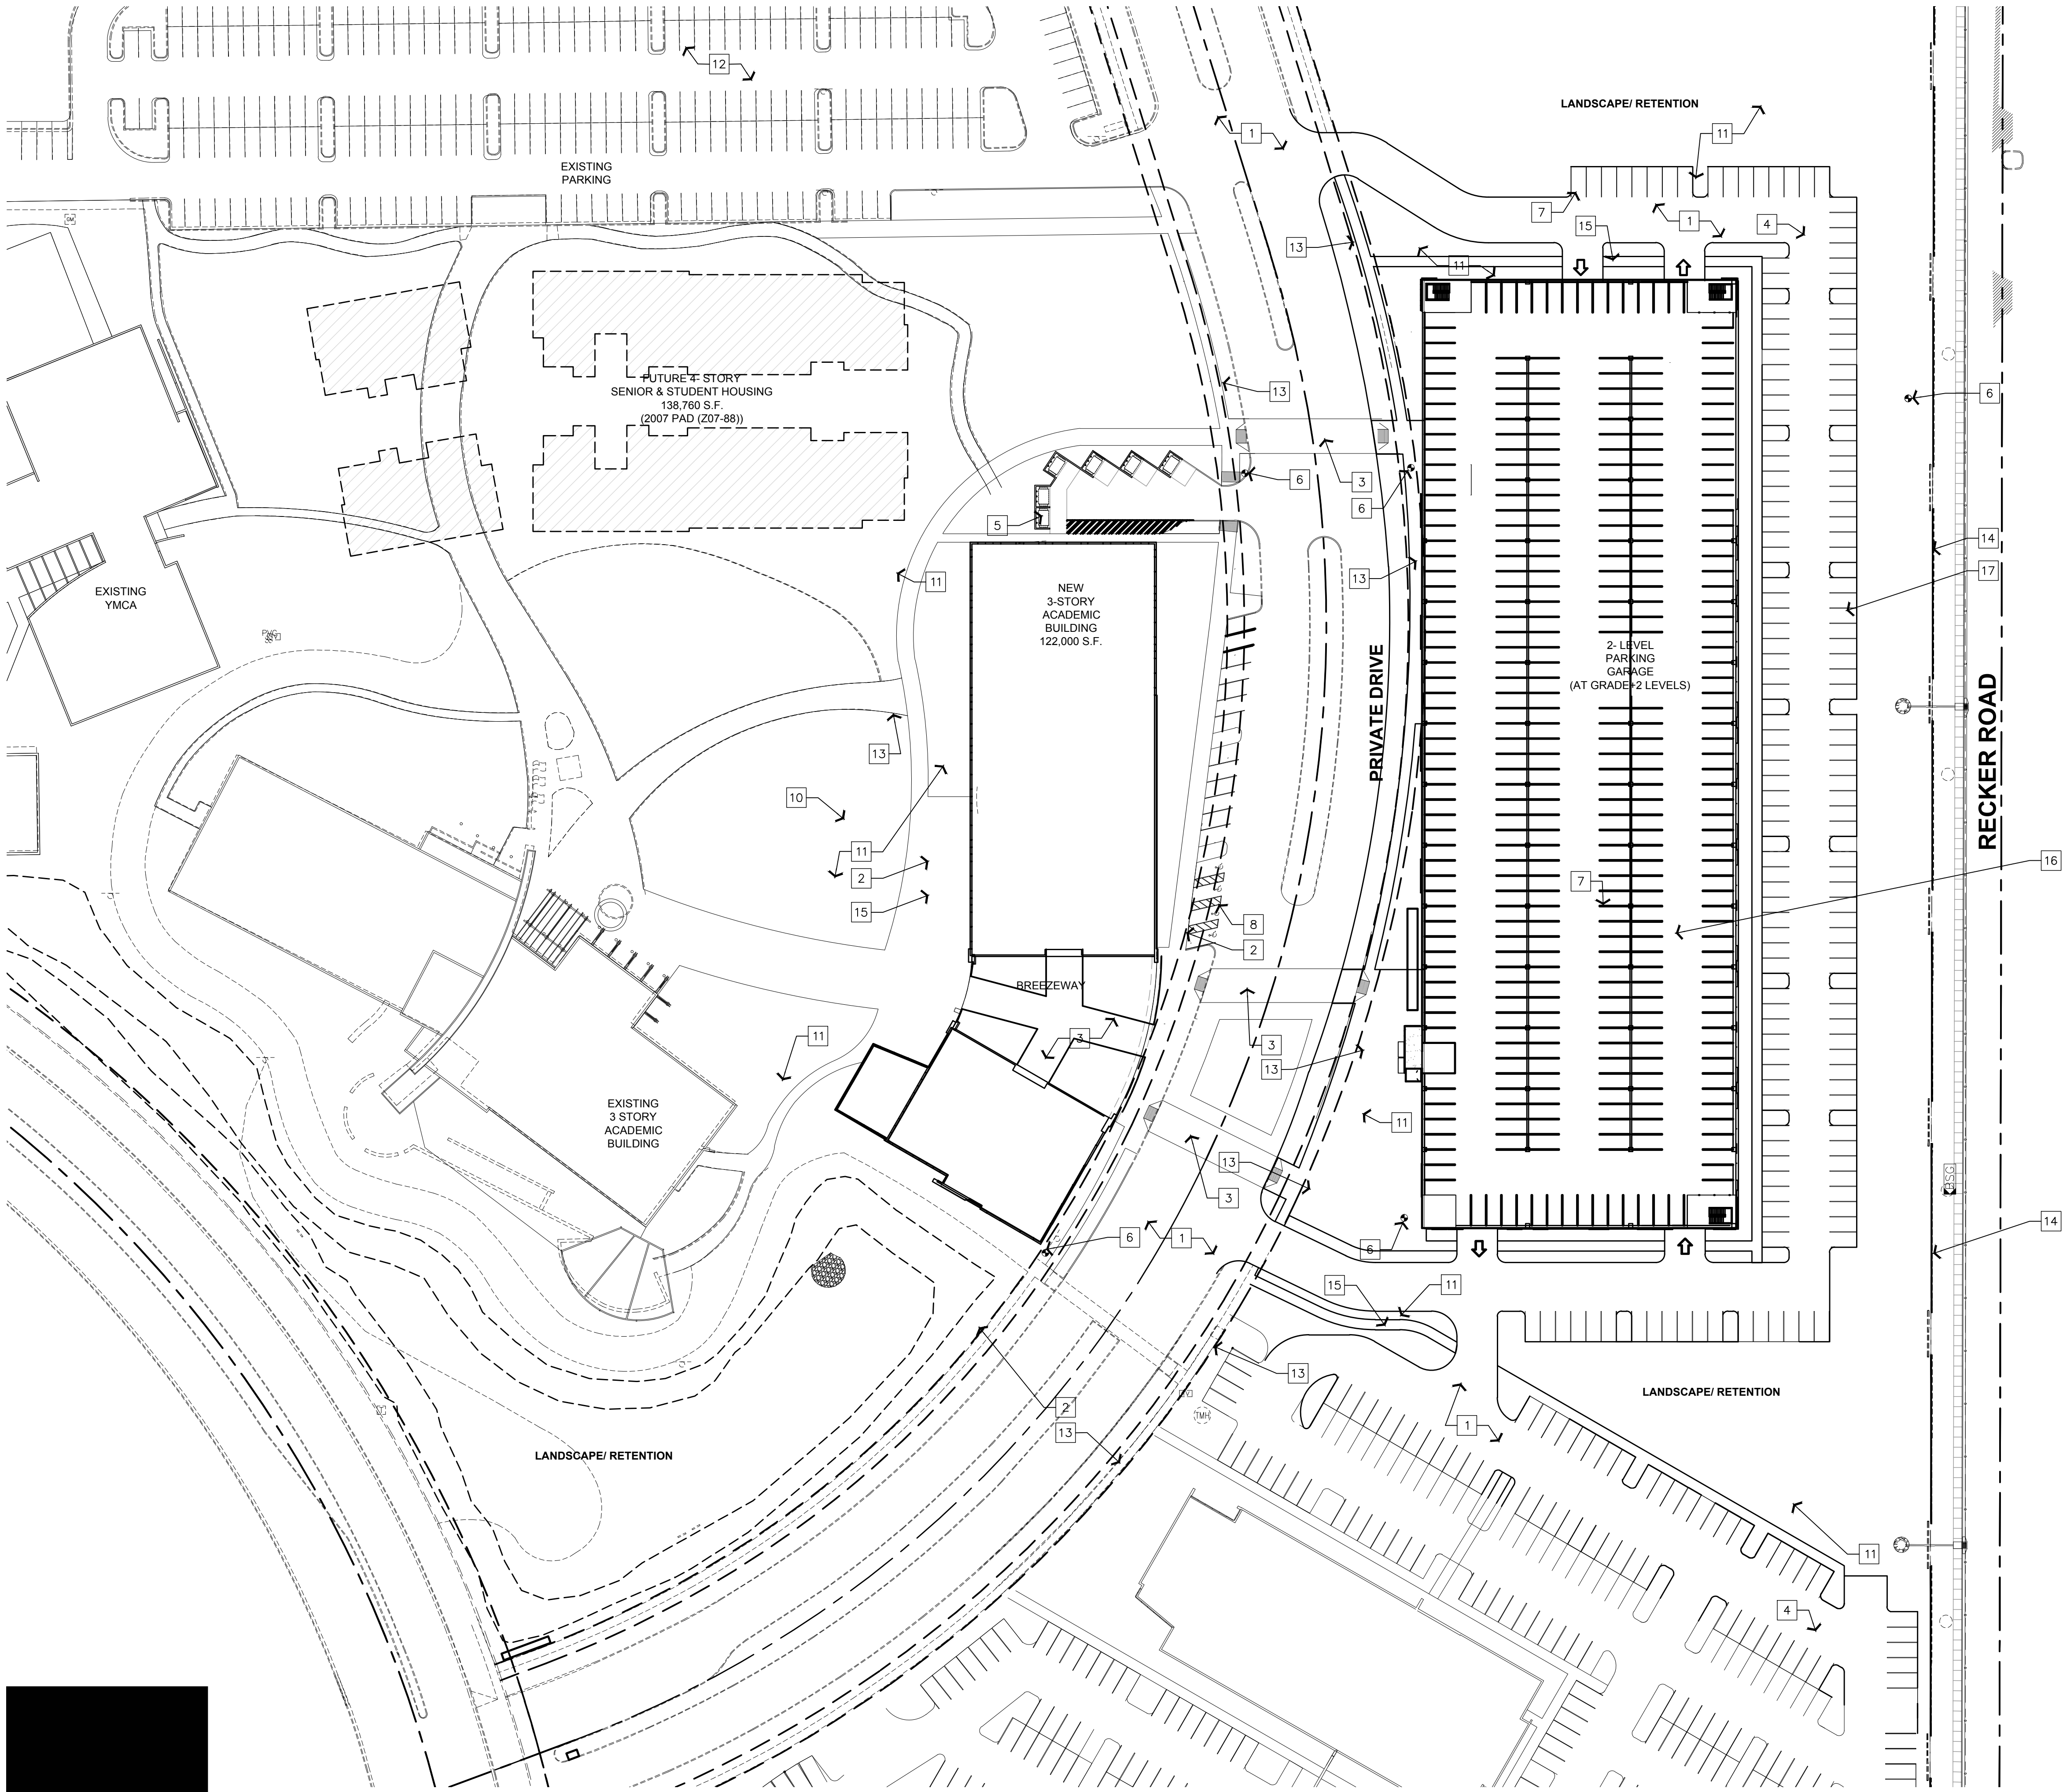 12
LANDSCAPE/ RETENTION
1
11
EXISTING
PARKING
7
1
4
15
13
11
FUTURE 4- STORY
SENIOR & STUDENT HOUSING
138,760 S.F.
(2007 PAD (Z07-88))
13
6
6
3
6
5
14
13
17
11
EXISTING
YMCA
NEW
3-STORY
ACADEMIC
BUILDING
122,000 S.F.
2- LEVEL
PARKING
GARAGE
(AT GRADE+2 LEVELS)
PRIVATE DRIVE
RECKER ROAD
13
10
11
2
15
16
7
8
2
BREEZEWAY
3
3
13
11
11
EXISTING
3 STORY
ACADEMIC
BUILDING
13
3
14
6
1
6
15
11
13
LANDSCAPE/ RETENTION
2
TMH
1
13
LANDSCAPE/ RETENTION
11
4